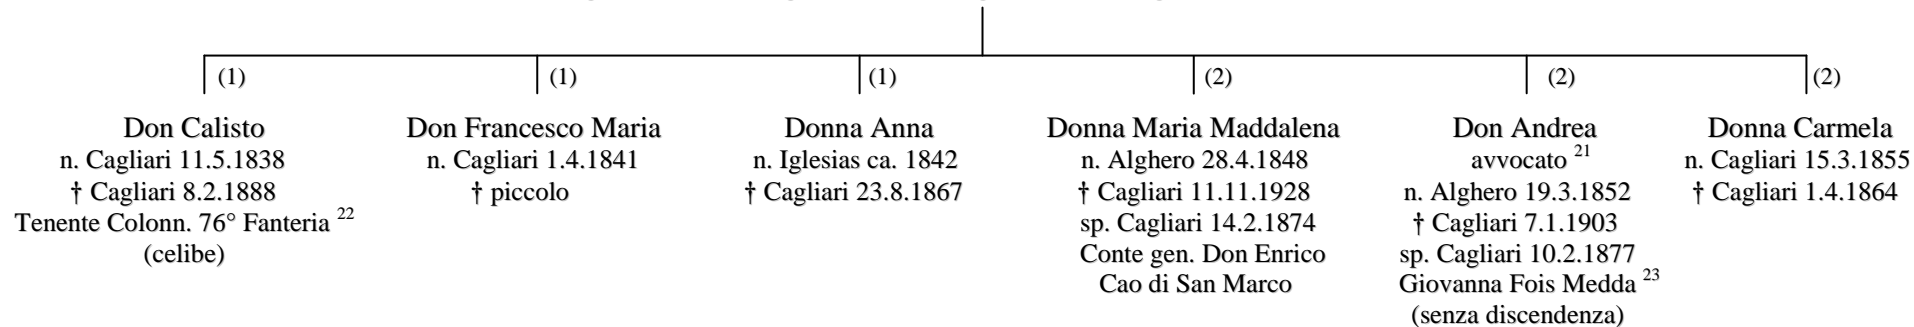 (1)
(1)
(1)
(2)
(2)
(2)
Don Calisto
n. Cagliari 11.5.1838
† Cagliari 8.2.1888
Tenente Colonn. 76° Fanteria 22
(celibe)
Don Francesco Maria
n. Cagliari 1.4.1841
† piccolo
Donna Anna
n. Iglesias ca. 1842
† Cagliari 23.8.1867
Donna Maria Maddalena
n. Alghero 28.4.1848
† Cagliari 11.11.1928
sp. Cagliari 14.2.1874
Conte gen. Don Enrico
Cao di San Marco
Don Andrea
avvocato 21
n. Alghero 19.3.1852
† Cagliari 7.1.1903
sp. Cagliari 10.2.1877
Giovanna Fois Medda 23
(senza discendenza)
Donna Carmela
n. Cagliari 15.3.1855
† Cagliari 1.4.1864